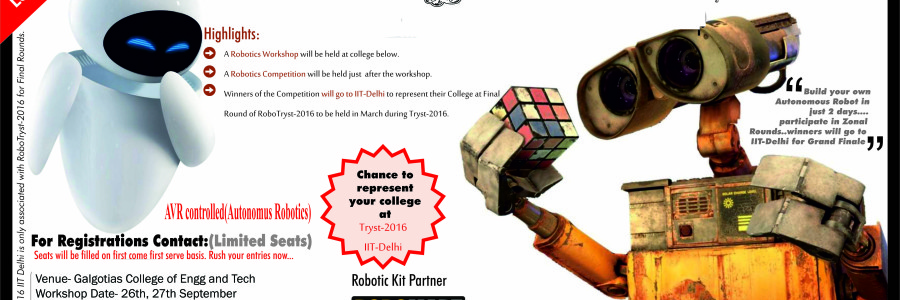 Highlights:
A Robotics Workshop will be held at college below.
A Robotics Competition will be held just after the workshop.
Winners of the Competition will go to IIT-Delhi to represent their College at Final
Round of RoboTryst-2016 to be held in March during Tryst-2016.
“Build your own
Autonomous Robot in
just 2 days....
participate in Zonal
Rounds..winners will go to
IIT-Delhi for Grand Finale”
Chance to
represent
your college
at
Tryst-2016
IIT-Delhi
AVR controlled(Autonomus Robotics)
For Registrations Contact:(Limited Seats)
Seats will be filled on first come first serve basis. Rush your entries now...
Venue- Galgotias College of Engg and Tech
Workshop Date- 26th, 27th September
Robotic Kit Partner
16 IIT Delhi is only associated with RoboTryst-2016 for Final Rounds.